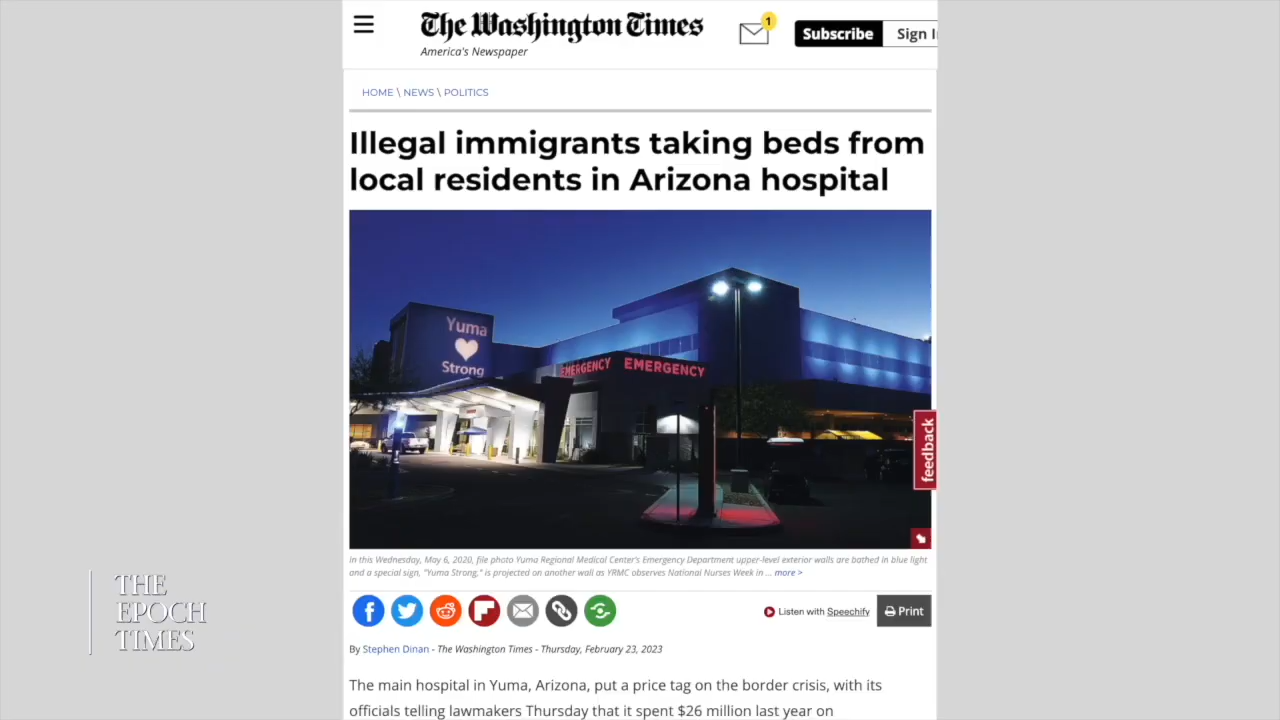 The Washington Times
America's Newspaper
1
Subscribe
Sign I
HOME \ NEWS \ POLITICS
Illegal immigrants taking beds from
local residents in Arizona hospital
Yuma
Strong
EMERGENCY
EMERGENCY
feedback
In this Wednesday, May 6, 2020, file photo Yuma Regional Medical Center's Emergency Department upper-level exterior walls are bathed in blue light
and a special sign, "Yuma Strong," is projected on another wall as YRMC observes National Nurses Week in ... more >
Listen with Speechify
Print
By Stephen Dinan - The Washington Times - Thursday, February 23, 2023
The main hospital in Yuma, Arizona, put a price tag on the border crisis, with its
officials telling lawmakers Thursday that it spent $26 million last year on
THE
EPOCH
TIMES